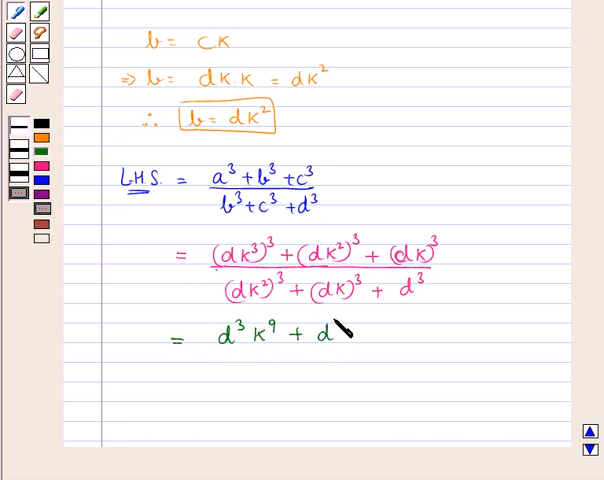 b = ck
⇒ b = dk.k = dk²
∴ b = dk²
L.H.S. = (a³ + b³ + c³)/(b³ + c³ + d³)
= ((dk³)³ + (dk²)³ + (dk)³)/((dk²)³ + (dk)³ + d³)
= d³k⁹ + d